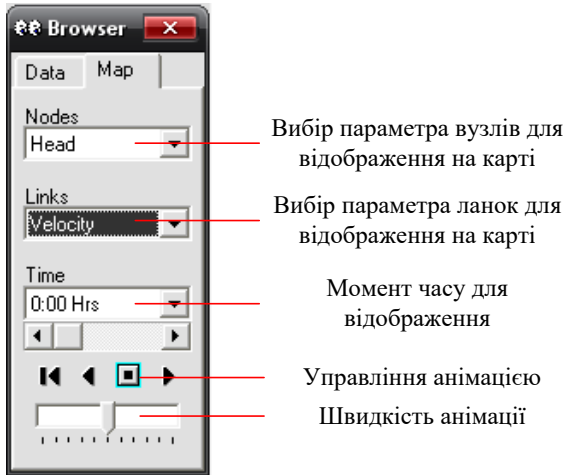 Browser
Data Map
Nodes
Head
Вибір параметра вузлів для
відображення на карті
Links
Velocity
Вибір параметра ланок для
відображення на карті
Time
0:00 Hrs
Момент часу для
відображення
Управління анімацією
Швидкість анімації